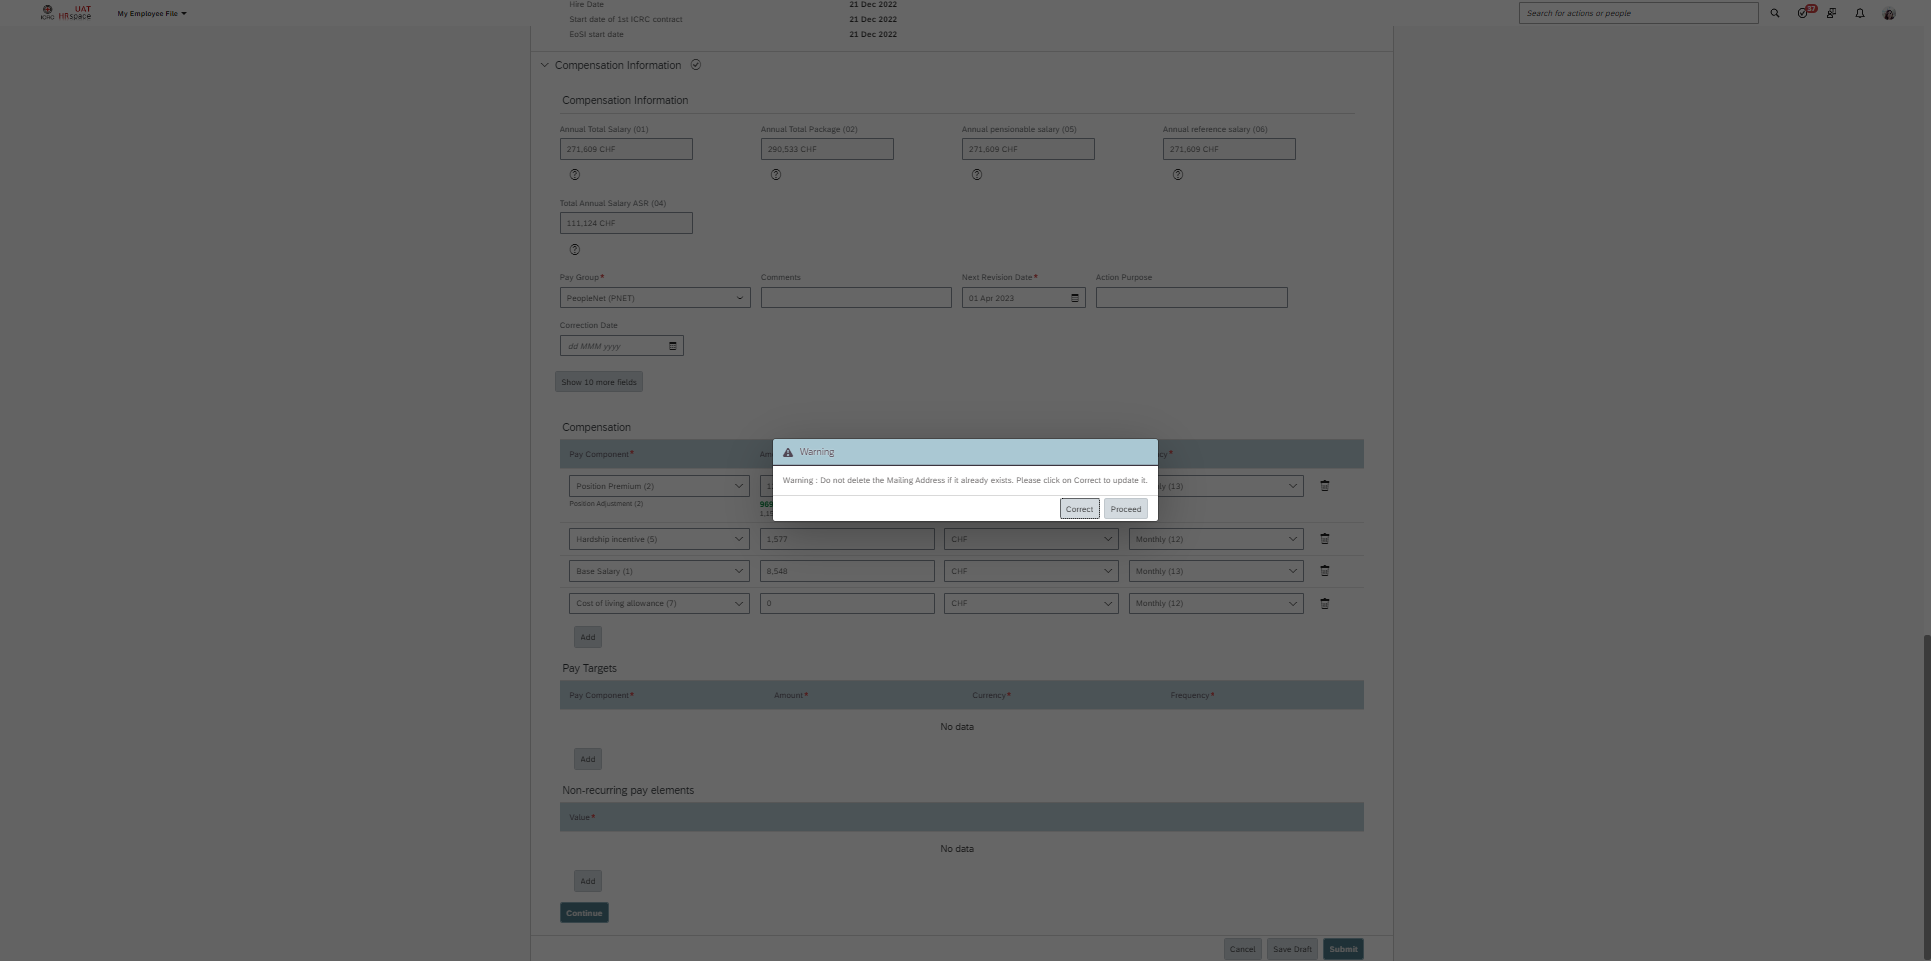 ICRC UAT HRspace My Employee File Search for actions or people 37
Hire Date 21 Dec 2022
Start date of 1st ICRC contract 21 Dec 2022
EoSI start date 21 Dec 2022
Compensation Information
Compensation Information
Annual Total Salary (01) Annual Total Package (02) Annual pensionable salary (05) Annual reference salary (06)
271,609 CHF 290,533 CHF 271,609 CHF 271,609 CHF
Total Annual Salary ASR (04)
111,124 CHF
Pay Group* Comments Next Revision Date* Action Purpose
PeopleNet (PNET) 01 Apr 2023
Correction Date
dd MMM yyyy
Show 10 more fields
Compensation
Pay Component*
Warning
Warning : Do not delete the Mailing Address if it already exists. Please click on Correct to update it.
Correct Proceed
Position Premium (2) (13)
Position Adjustment (2)
Hardship incentive (5) 1,577 CHF Monthly (12)
Base Salary (1) 8,548 CHF Monthly (13)
Cost of living allowance (7) 0 CHF Monthly (12)
Add
Pay Targets
Pay Component* Amount* Currency* Frequency*
No data
Add
Non-recurring pay elements
Value*
No data
Add
Continue
Cancel Save Draft Submit